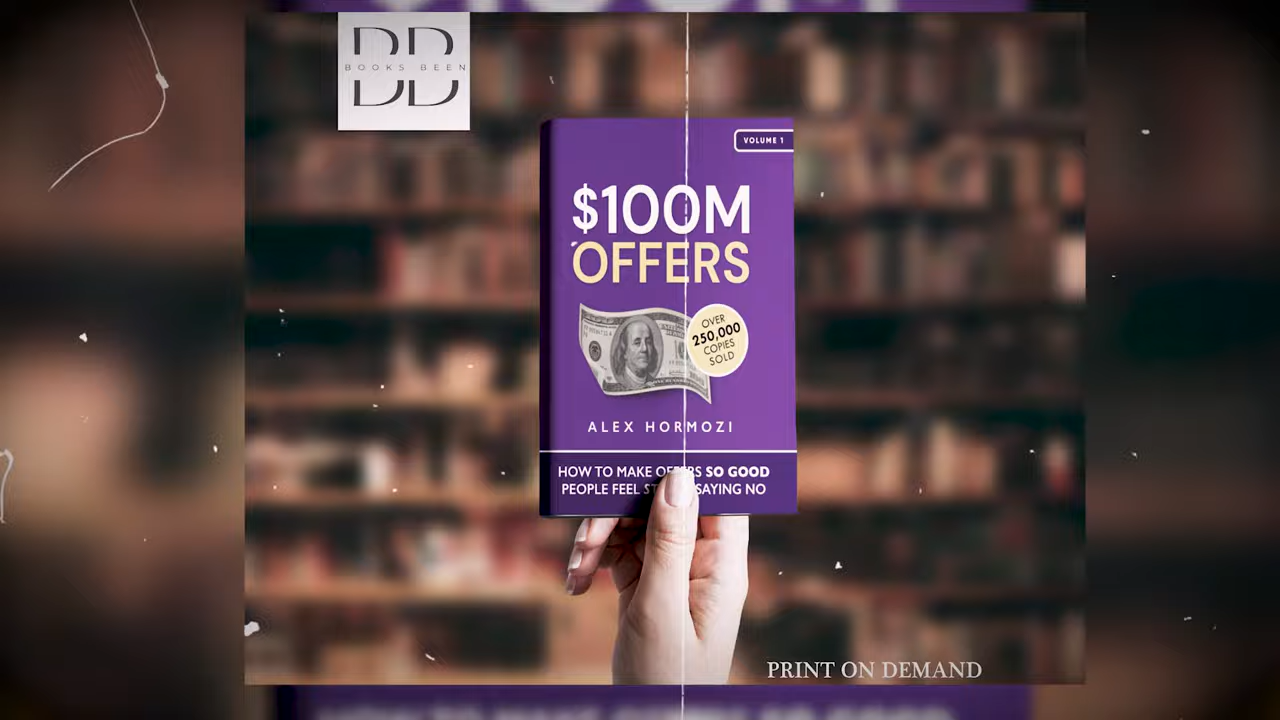 BOOKS BEEN
VOLUME 1
$100M
OFFERS
OVER
250,000
COPIES
SOLD
ALEX HORMOZI
HOW TO MAKE OFFERS SO GOOD
PEOPLE FEEL SAYING NO
PRINT ON DEMAND